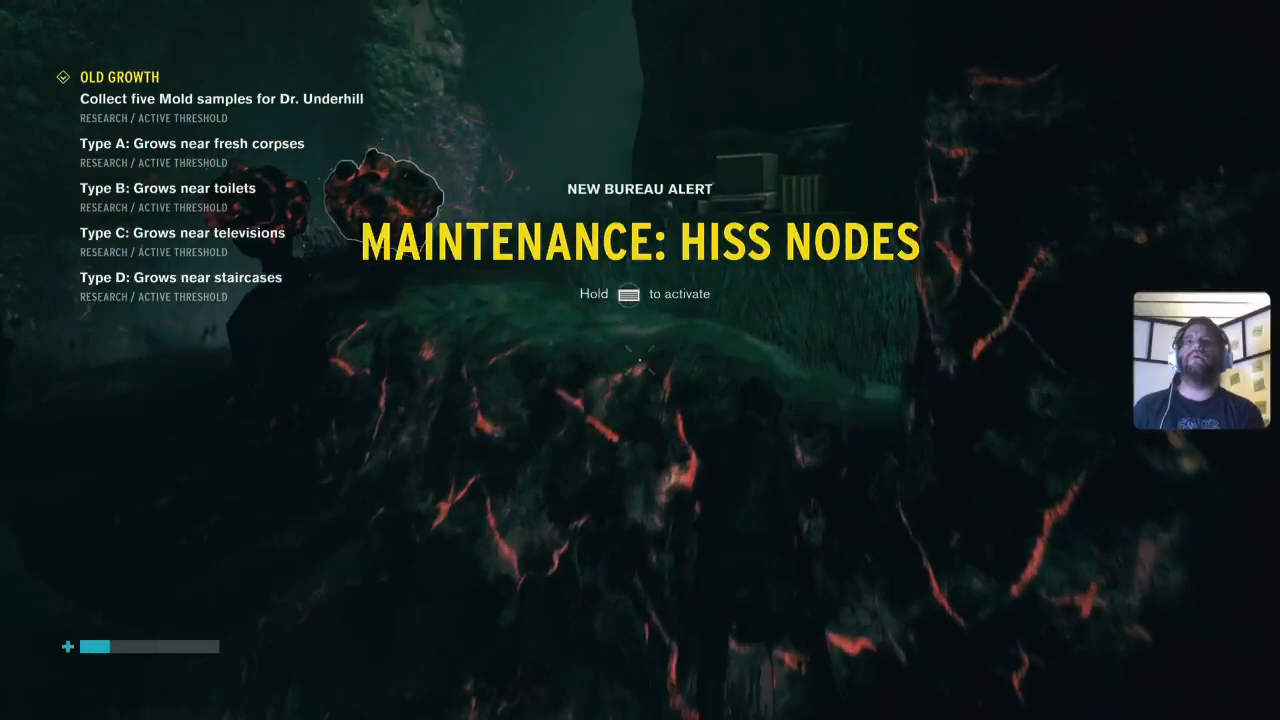 OLD GROWTH
Collect five Mold samples for Dr. Underhill
RESEARCH / ACTIVE THRESHOLD
Type A: Grows near fresh corpses
RESEARCH / ACTIVE THRESHOLD
Type B: Grows near toilets
RESEARCH / ACTIVE THRESHOLD
Type C: Grows near televisions
RESEARCH / ACTIVE THRESHOLD
Type D: Grows near staircases
RESEARCH / ACTIVE THRESHOLD
NEW BUREAU ALERT
MAINTENANCE: HISS NODES
Hold to activate